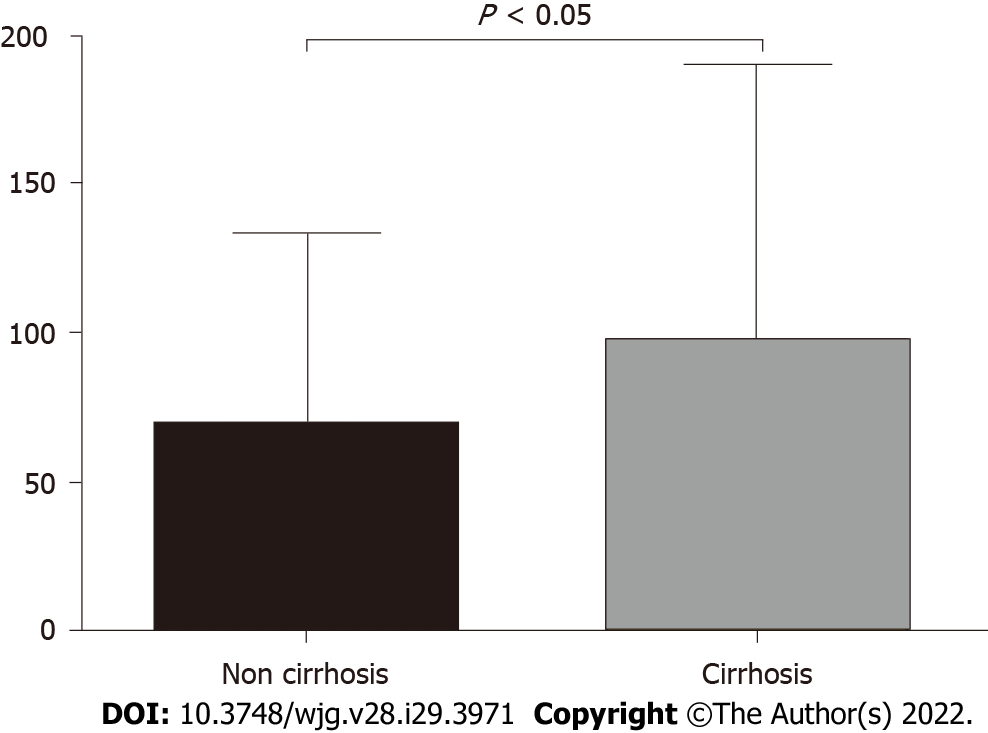 P < 0.05
200
150
100
50
0
Non cirrhosis
Cirrhosis
DOI: 10.3748/wjg.v28.i29.3971 Copyright ©The Author(s) 2022.